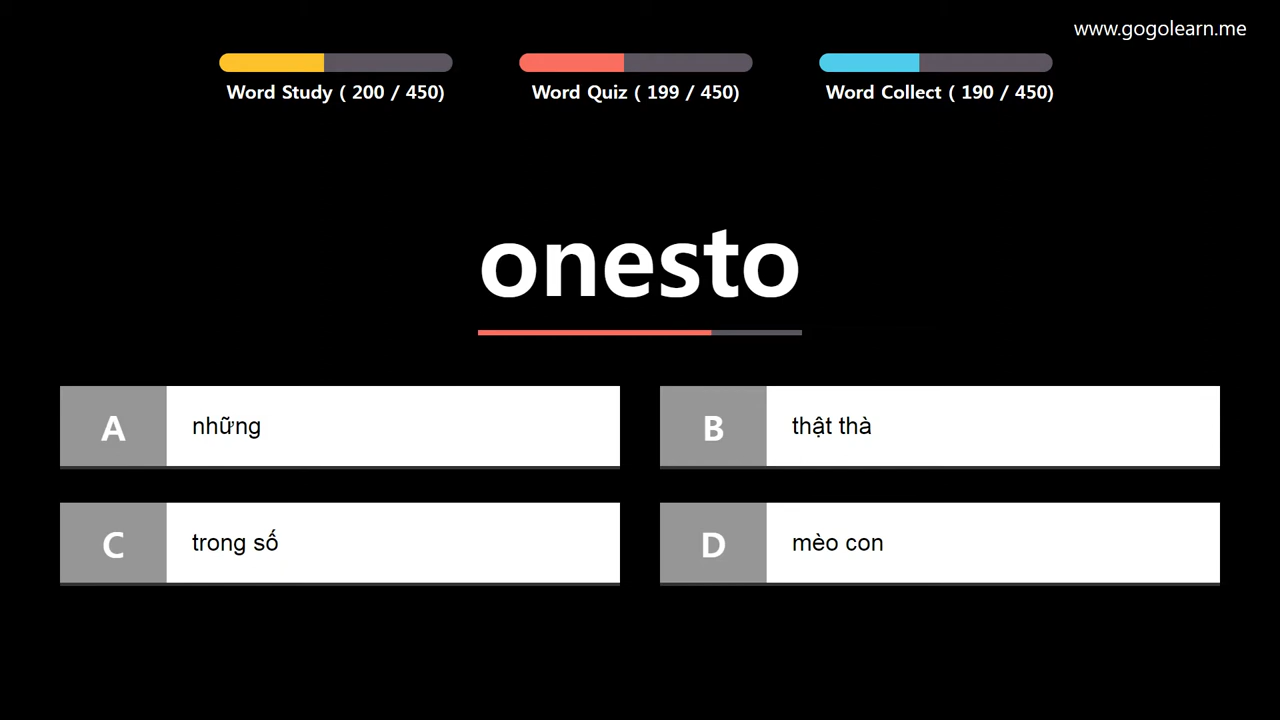 www.gogolearn.me
Word Study ( 200 / 450)
Word Quiz ( 199 / 450)
Word Collect ( 190 / 450)
onesto
A
những
B
thật thà
C
trong số
D
mèo con